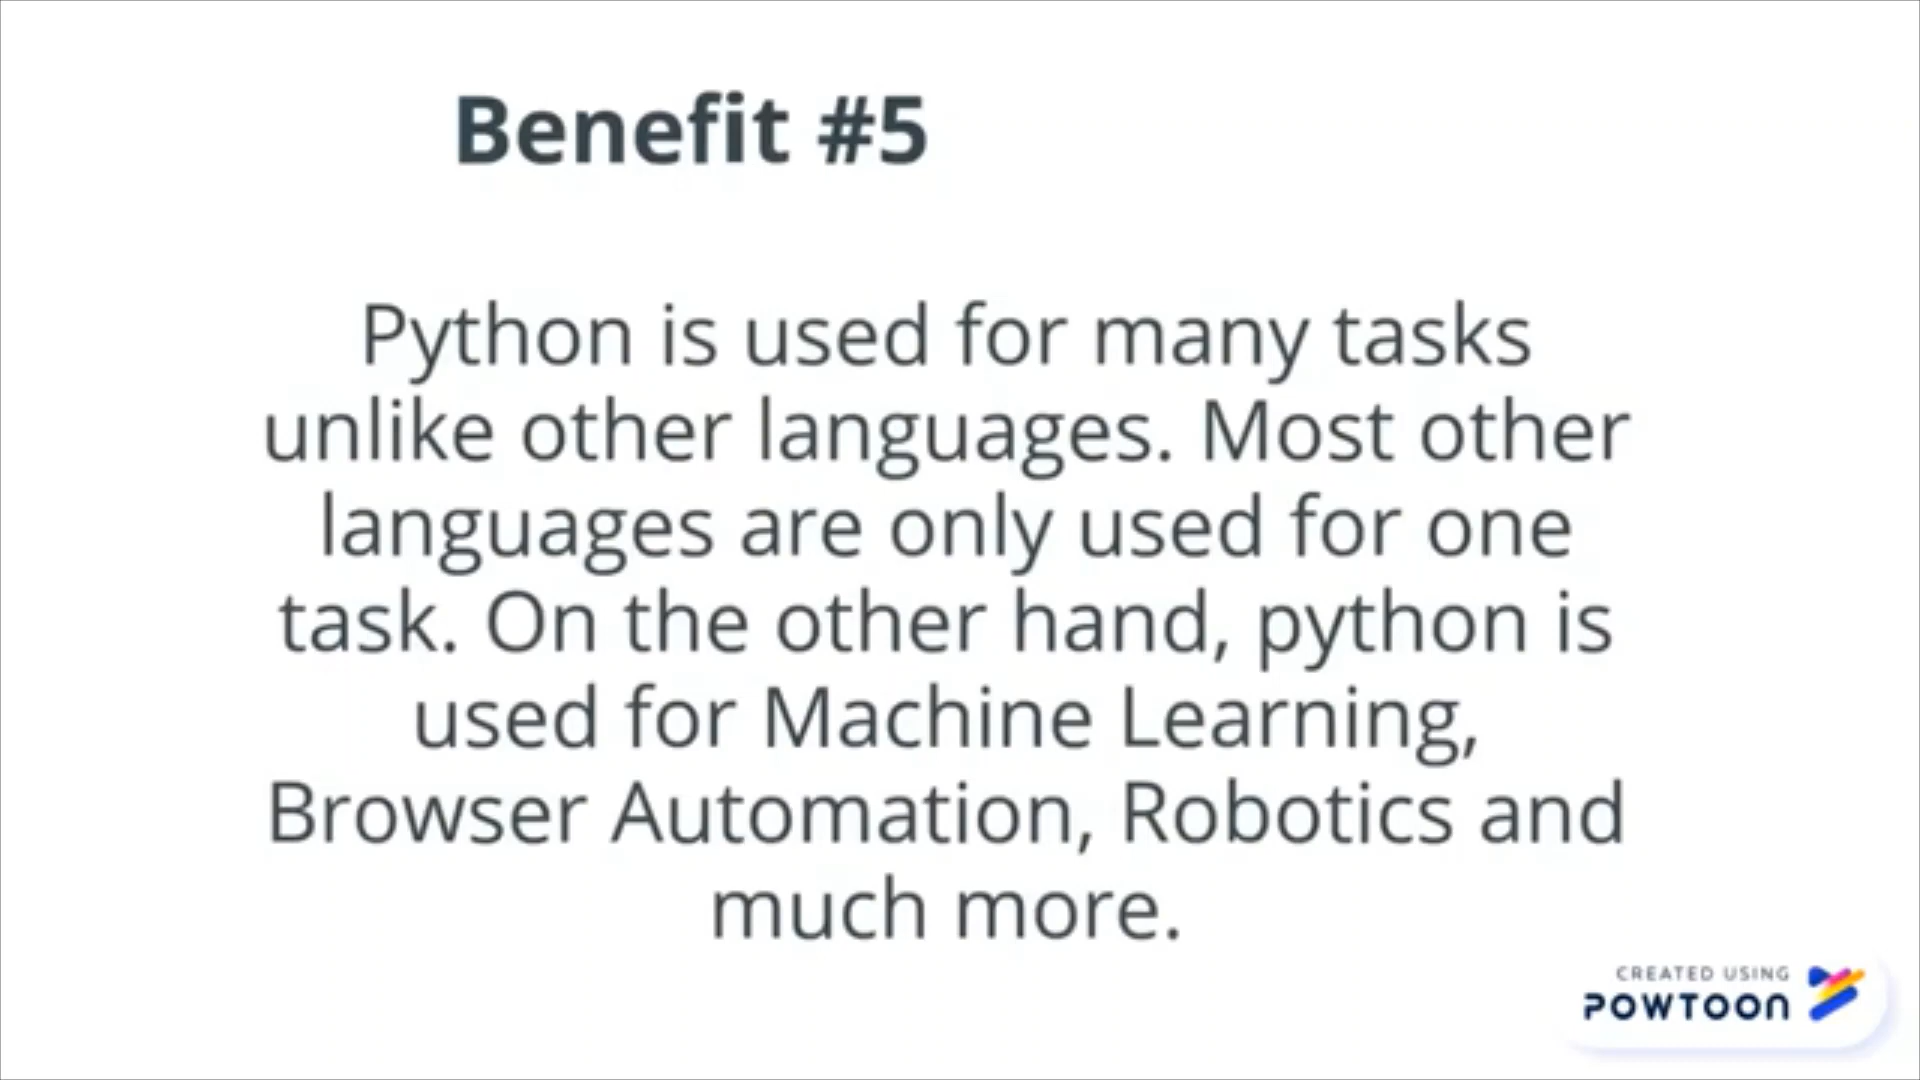 Benefit #5
Python is used for many tasks
unlike other languages. Most other
languages are only used for one
task. On the other hand, python is
used for Machine Learning,
Browser Automation, Robotics and
much more.
CREATED USING
POWTOON